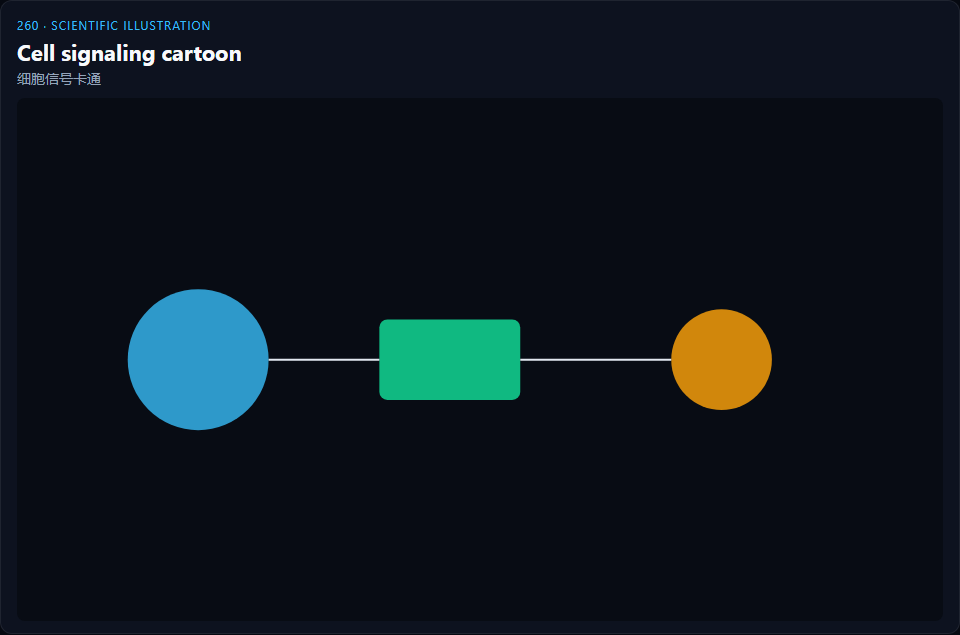 260 · SCIENTIFIC ILLUSTRATION
Cell signaling cartoon
细胞信号卡通